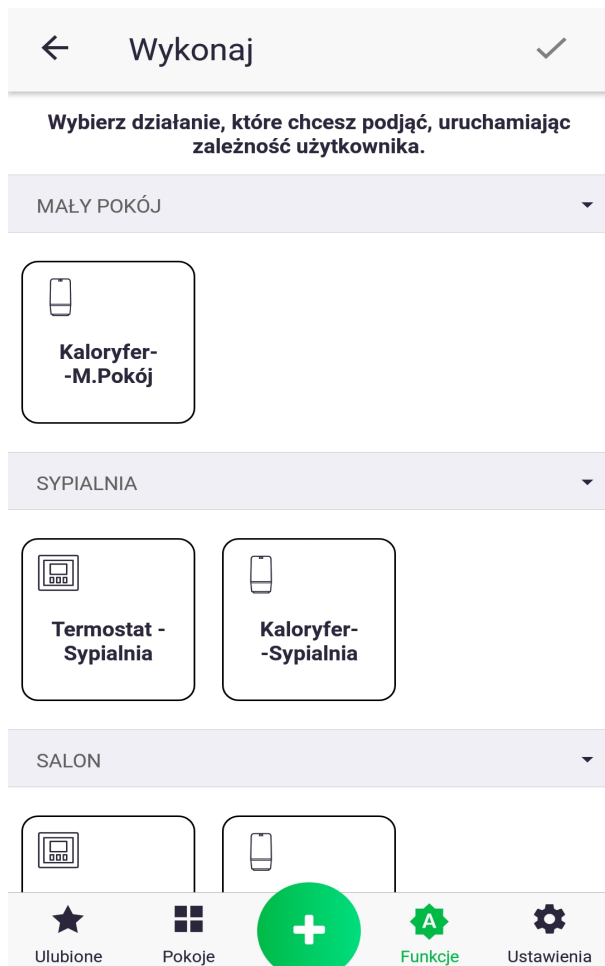 Wykonaj
Wybierz działanie, które chcesz podjąć, uruchamiając
zależność użytkownika.
MAŁY POKÓJ
Kaloryfer-
-M.Pokój
SYPIALNIA
Termostat -
Sypialnia
Kaloryfer-
-Sypialnia
SALON
A
Ulubione
Pokoje
Funkcje
Ustawienia